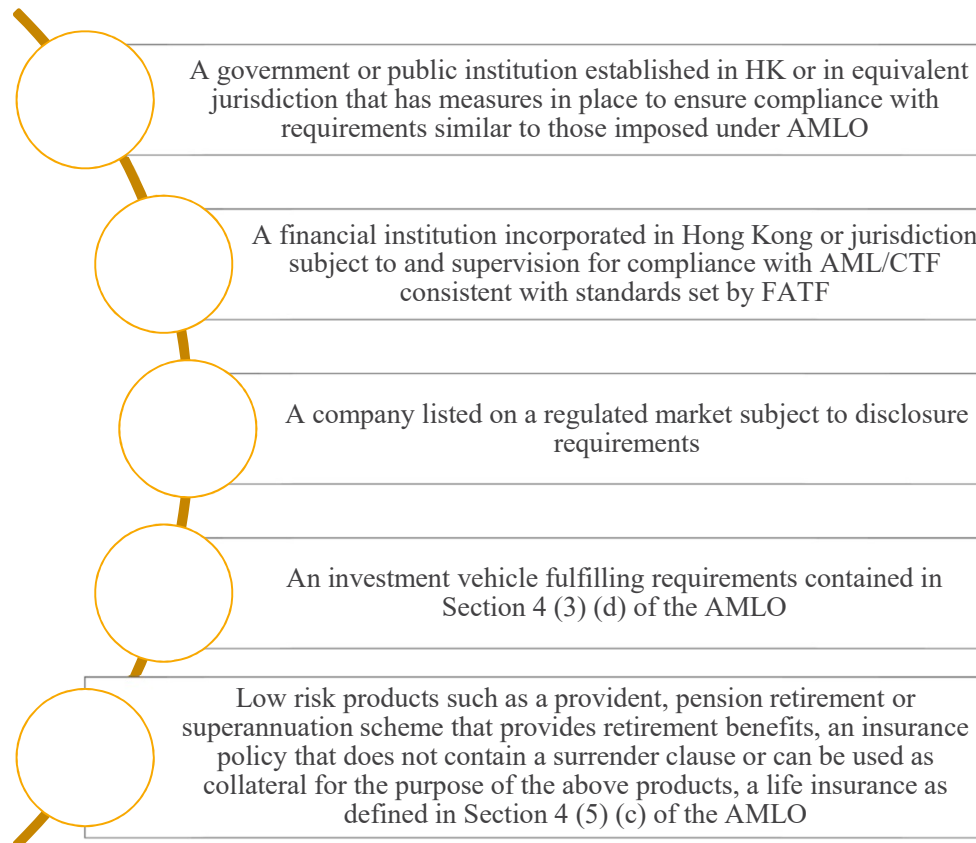 A government or public institution established in HK or in equivalent
jurisdiction that has measures in place to ensure compliance with
requirements similar to those imposed under AMLO
A financial institution incorporated in Hong Kong or jurisdiction
subject to and supervision for compliance with AML/CTF
consistent with standards set by FATF
A company listed on a regulated market subject to disclosure
requirements
An investment vehicle fulfilling requirements contained in
Section 4 (3) (d) of the AMLO
Low risk products such as a provident, pension retirement or
superannuation scheme that provides retirement benefits, an insurance
policy that does not contain a surrender clause or can be used as
collateral for the purpose of the above products, a life insurance as
defined in Section 4 (5) (c) of the AMLO